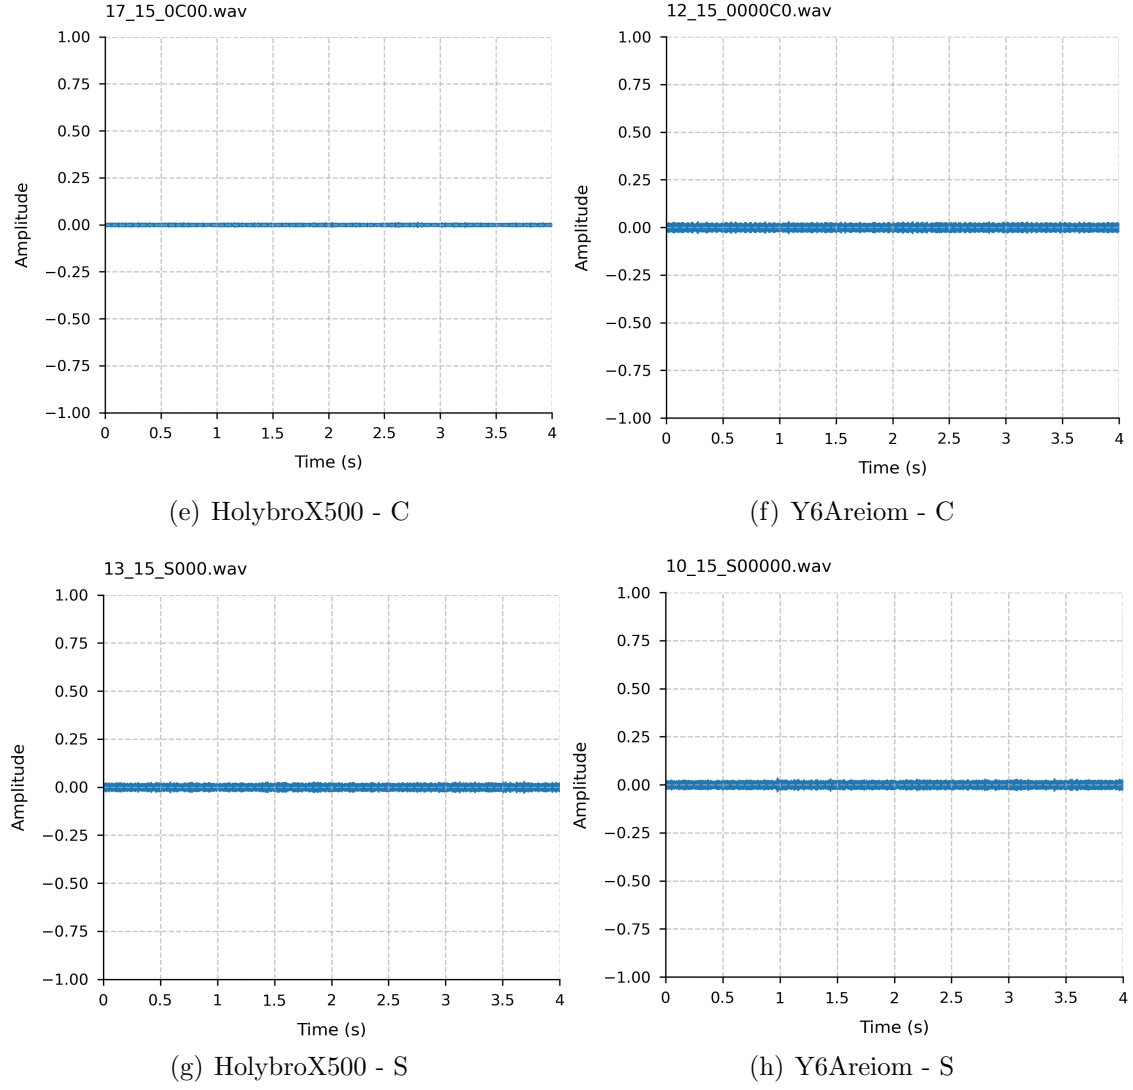 17_15_0C00.wav
1.00
0.75
0.50
0.25
0.00
−0.25
−0.50
−0.75
−1.00
Amplitude
0 0.5 1 1.5 2 2.5 3 3.5 4
Time (s)
(e) HolybroX500 - C
12_15_0000C0.wav
1.00
0.75
0.50
0.25
0.00
−0.25
−0.50
−0.75
−1.00
Amplitude
0 0.5 1 1.5 2 2.5 3 3.5 4
Time (s)
(f) Y6Areiom - C
13_15_S000.wav
1.00
0.75
0.50
0.25
0.00
−0.25
−0.50
−0.75
−1.00
Amplitude
0 0.5 1 1.5 2 2.5 3 3.5 4
Time (s)
(g) HolybroX500 - S
10_15_S00000.wav
1.00
0.75
0.50
0.25
0.00
−0.25
−0.50
−0.75
−1.00
Amplitude
0 0.5 1 1.5 2 2.5 3 3.5 4
Time (s)
(h) Y6Areiom - S